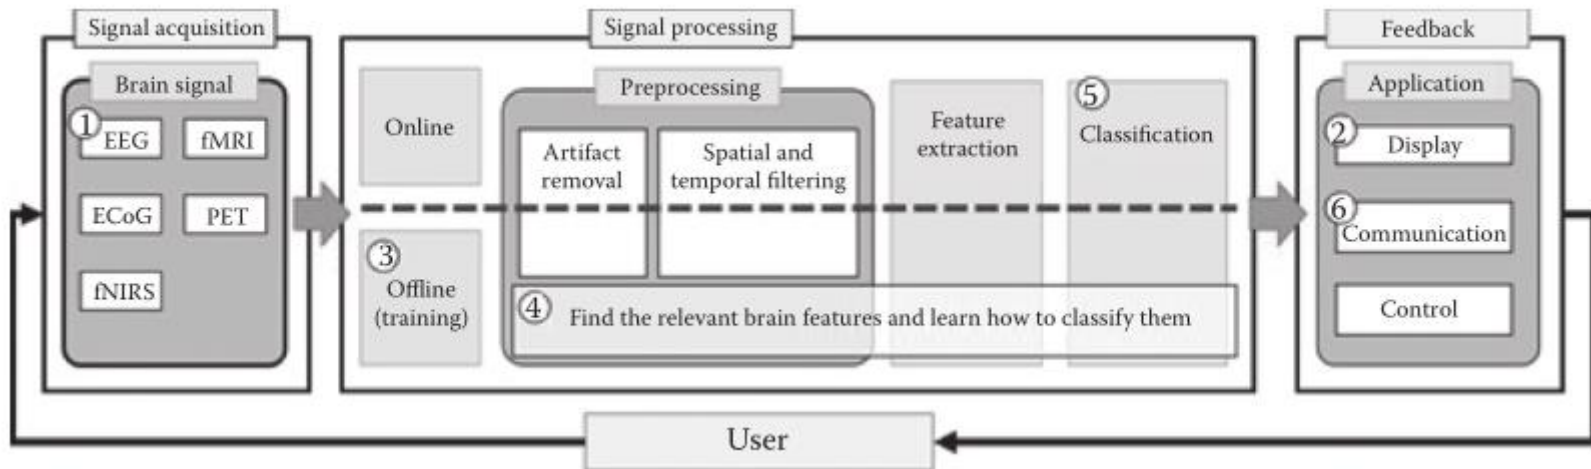 Signal acquisition
Brain signal
① EEG
fMRI
ECoG
PET
fNIRS
Signal processing
Online
③
Offline
(training)
Preprocessing
Artifact
removal
Spatial and
temporal filtering
Feature
extraction
⑤
Classification
④ Find the relevant brain features and learn how to classify them
Feedback
Application
② Display
⑥
Communication
Control
User